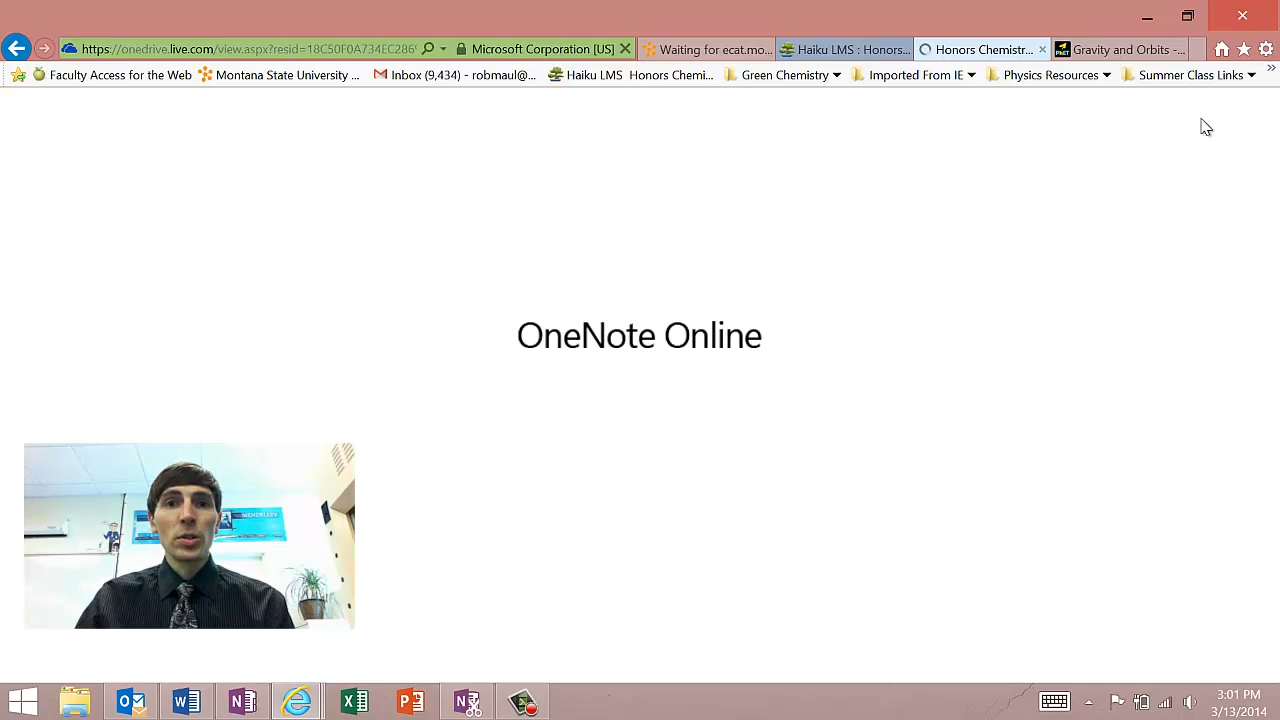 https://onedrive.live.com/view.aspx?resid=18C50F0A734EC286 Microsoft Corporation [US] Waiting for ecat.mo... Haiku LMS : Honors... Honors Chemistr... Gravity and Orbits -...
Faculty Access for the Web Montana State University ... Inbox (9,434) - robmaul@... Haiku LMS Honors Chemi... Green Chemistry Imported From IE Physics Resources Summer Class Links
OneNote Online
MENDELEEV
3:01 PM
3/13/2014